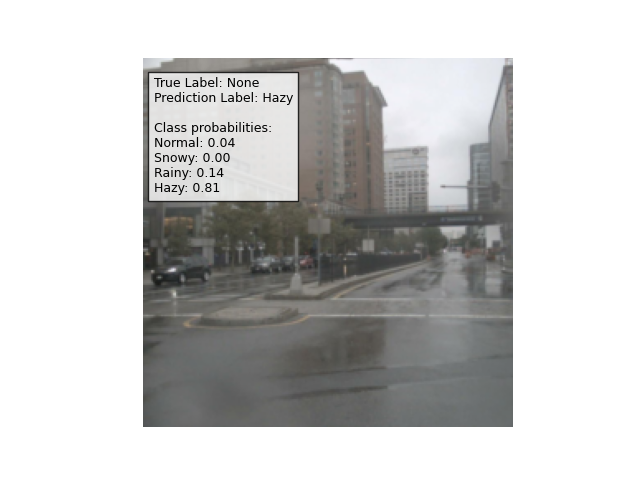 True Label: None
Prediction Label: Hazy
Class probabilities:
Normal: 0.04
Snowy: 0.00
Rainy: 0.14
Hazy: 0.81